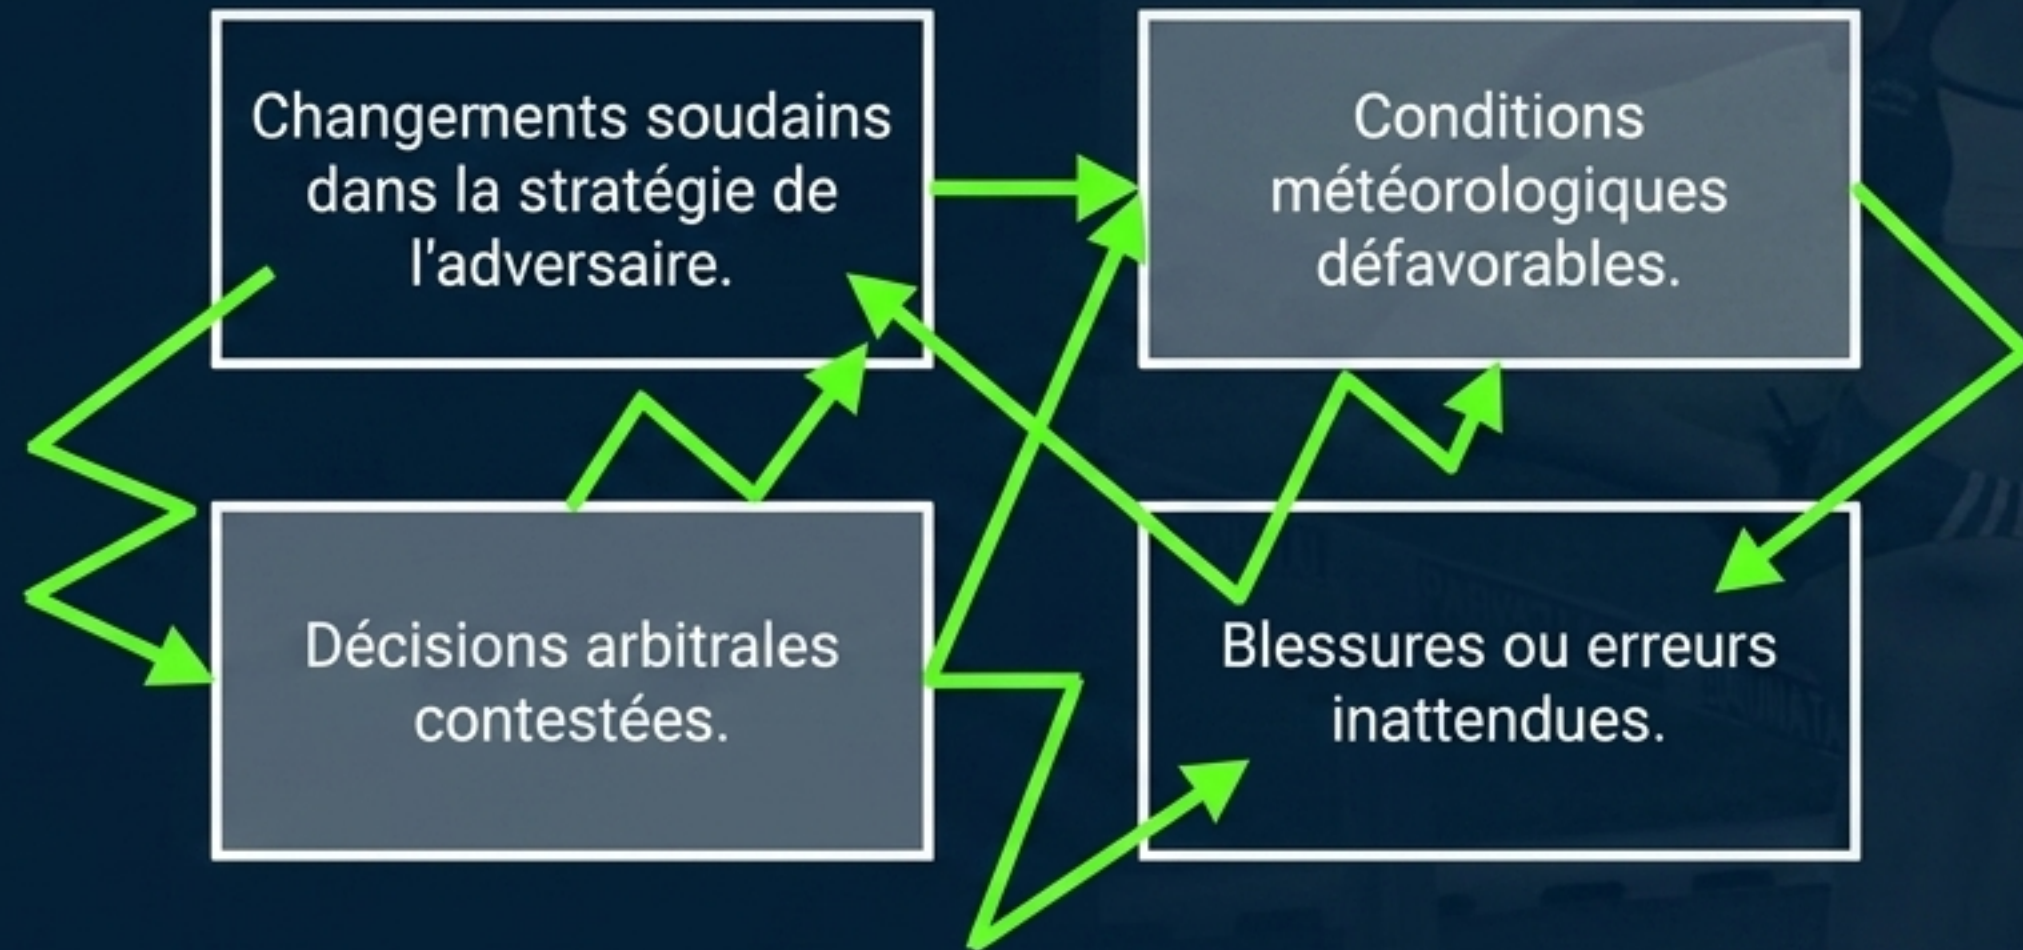 Changements soudains
dans la stratégie de
l'adversaire.
Conditions
météorologiques
défavorables.
Décisions arbitrales
contestées.
Blessures ou erreurs
inattendues.